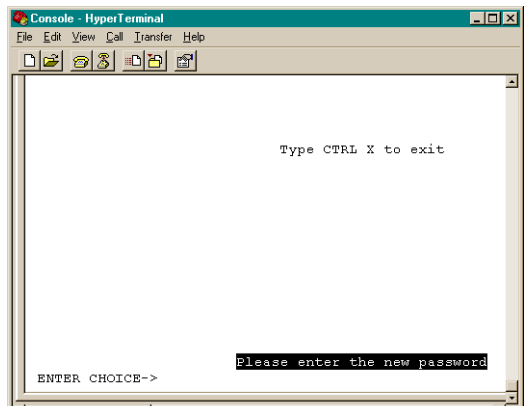 Console - HyperTerminal
File Edit View Call Transfer Help
Type CTRL X to exit
Please enter the new password
ENTER CHOICE->